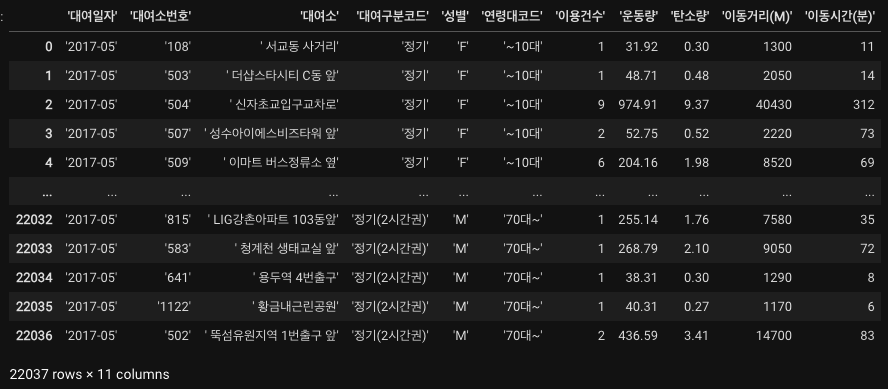 :
'대여일자' '대여소번호' '대여소' '대여구분코드' '성별' '연령대코드' '이용건수' '운동량' '탄소량' '이동거리(M)' '이동시간(분)'
0 '2017-05' '108' ' 서교동 사거리' '정기' 'F' '~10대' 1 31.92 0.30 1300 11
1 '2017-05' '503' ' 더샵스타시티 C동 앞' '정기' 'F' '~10대' 1 48.71 0.48 2050 14
2 '2017-05' '504' ' 신자초교입구교차로' '정기' 'F' '~10대' 9 974.91 9.37 40430 312
3 '2017-05' '507' ' 성수아이에스비즈타워 앞' '정기' 'F' '~10대' 2 52.75 0.52 2220 73
4 '2017-05' '509' ' 이마트 버스정류소 옆' '정기' 'F' '~10대' 6 204.16 1.98 8520 69
... ... ... ... ... ... ... ... ... ... ... ...
22032 '2017-05' '815' ' LIG강촌아파트 103동앞' '정기(2시간권)' 'M' '70대~' 1 255.14 1.76 7580 35
22033 '2017-05' '583' ' 청계천 생태교실 앞' '정기(2시간권)' 'M' '70대~' 1 268.79 2.10 9050 72
22034 '2017-05' '641' ' 용두역 4번출구' '정기(2시간권)' 'M' '70대~' 1 38.31 0.30 1290 8
22035 '2017-05' '1122' ' 황금내근린공원' '정기(2시간권)' 'M' '70대~' 1 40.31 0.27 1170 6
22036 '2017-05' '502' ' 뚝섬유원지역 1번출구 앞' '정기(2시간권)' 'M' '70대~' 2 436.59 3.41 14700 83
22037 rows × 11 columns